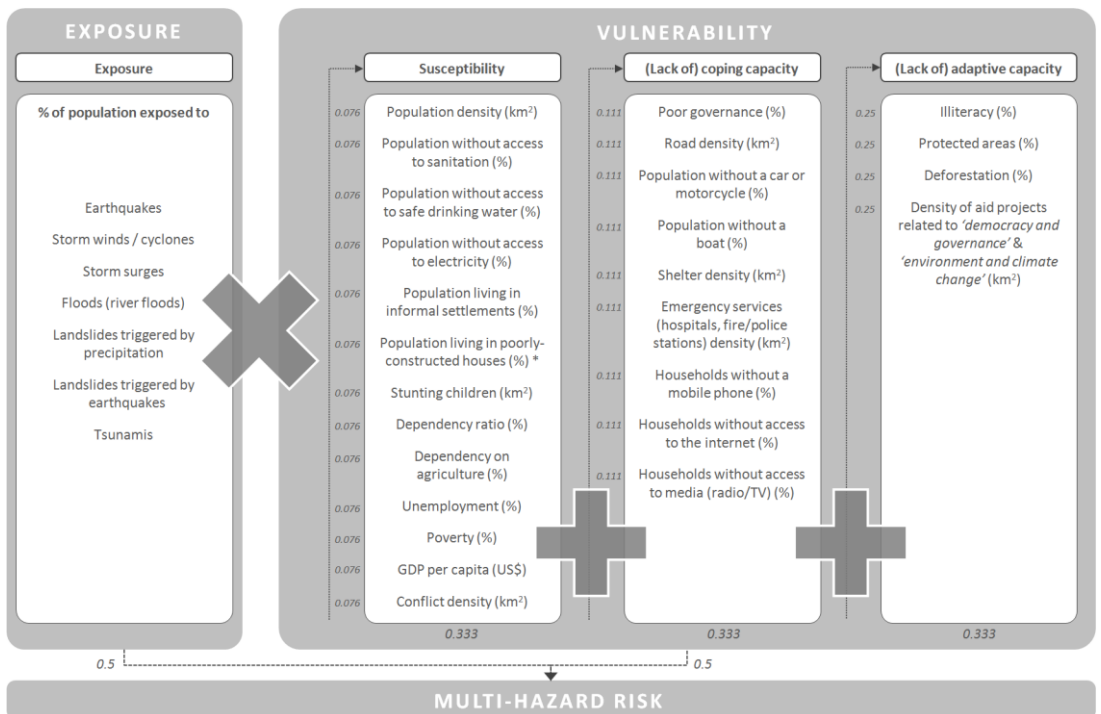 EXPOSURE
Exposure
% of population exposed to
Earthquakes
Storm winds / cyclones
Storm surges
Floods (river floods)
Landslides triggered by
precipitation
Landslides triggered by
earthquakes
Tsunamis
VULNERABILITY
Susceptibility
0.076 Population density (km²)
0.076 Population without access
to sanitation (%)
0.076 Population without access
to safe drinking water (%)
0.076 Population without access
to electricity (%)
0.076 Population living in
informal settlements (%)
0.076 Population living in poorly-
constructed houses (%) *
0.076 Stunting children (km²)
0.076 Dependency ratio (%)
0.076 Dependency on
agriculture (%)
0.076 Unemployment (%)
0.076 Poverty (%)
0.076 GDP per capita (US$)
0.076 Conflict density (km²)
0.333
(Lack of) coping capacity
0.111 Poor governance (%)
0.111 Road density (km²)
0.111 Population without a car or
motorcycle (%)
0.111 Population without a
boat (%)
0.111 Shelter density (km²)
0.111 Emergency services
(hospitals, fire/police
stations) density (km²)
0.111 Households without a
mobile phone (%)
0.111 Households without access
to the internet (%)
0.111 Households without access
to media (radio/TV) (%)
0.333
(Lack of) adaptive capacity
0.25 Illiteracy (%)
0.25 Protected areas (%)
0.25 Deforestation (%)
0.25 Density of aid projects
related to 'democracy and
governance' &
'environment and climate
change' (km²)
0.333
0.5
0.5
MULTI-HAZARD RISK